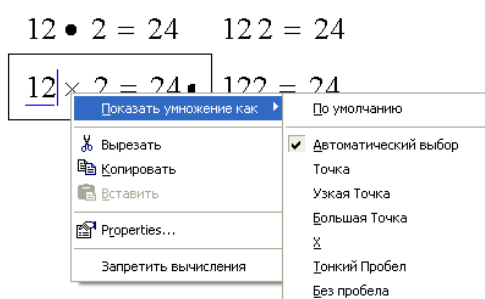 12 • 2 = 24 12 2 = 24
12 × 2 = 24 122 = 24
Показать умножение как
Вырезать
Копировать
Вставить
Properties...
Запретить вычисления
По умолчанию
Автоматический выбор
Точка
Узкая Точка
Большая Точка
X
Тонкий Пробел
Без пробела